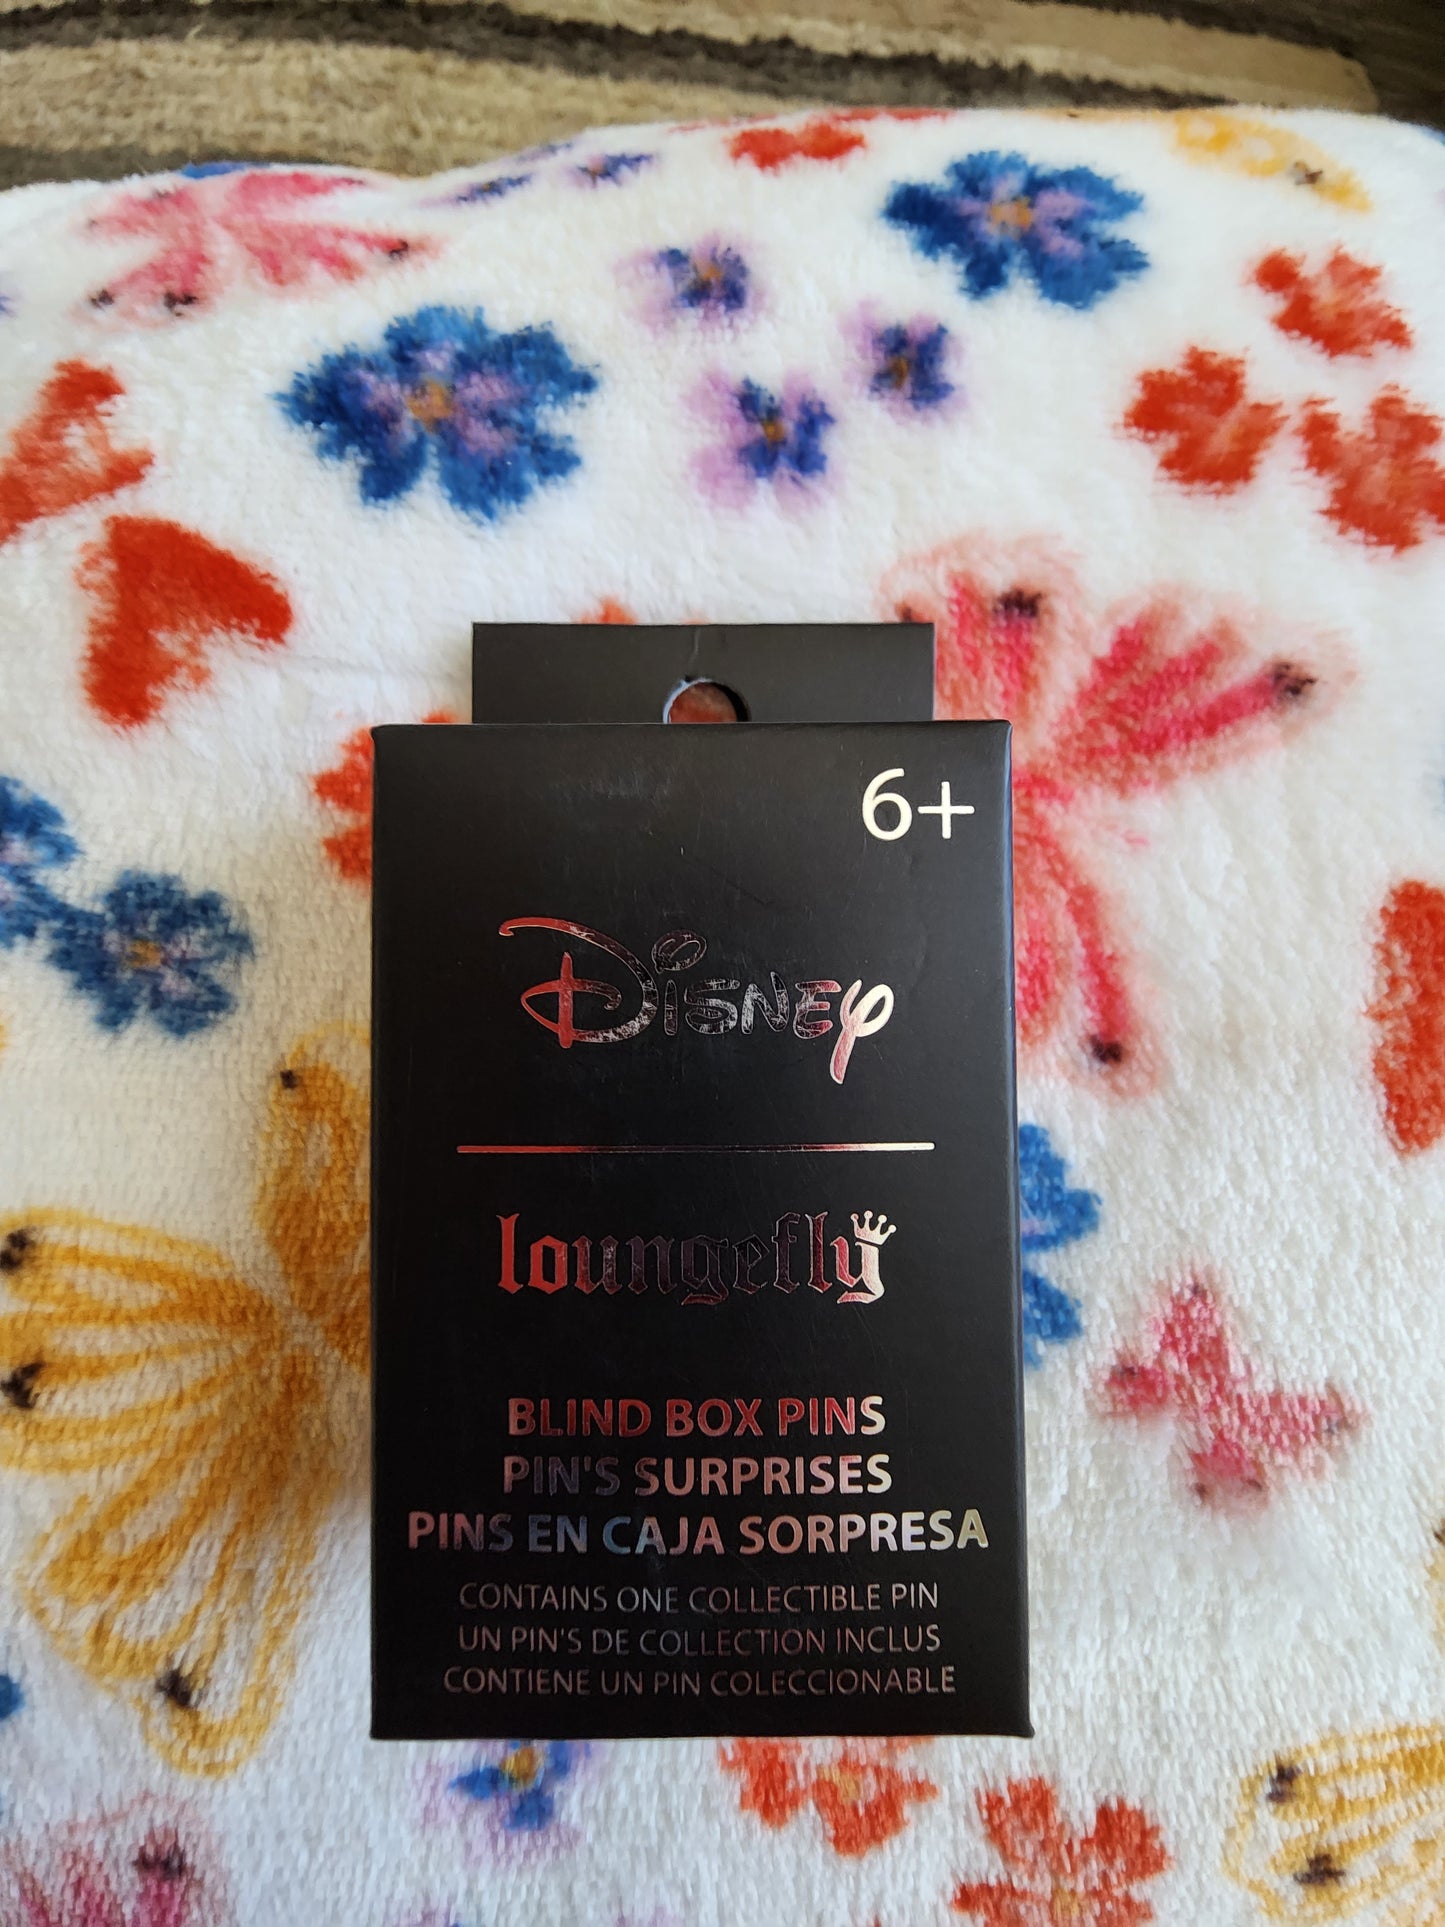 6+
Disney
loungefly
BLIND BOX PINS
PIN'S SURPRISES
PINS EN CAJA SORPRESA
CONTAINS ONE COLLECTIBLE PIN
UN PIN'S DE COLLECTION INCLUS
CONTIENE UN PIN COLECCIONABLE